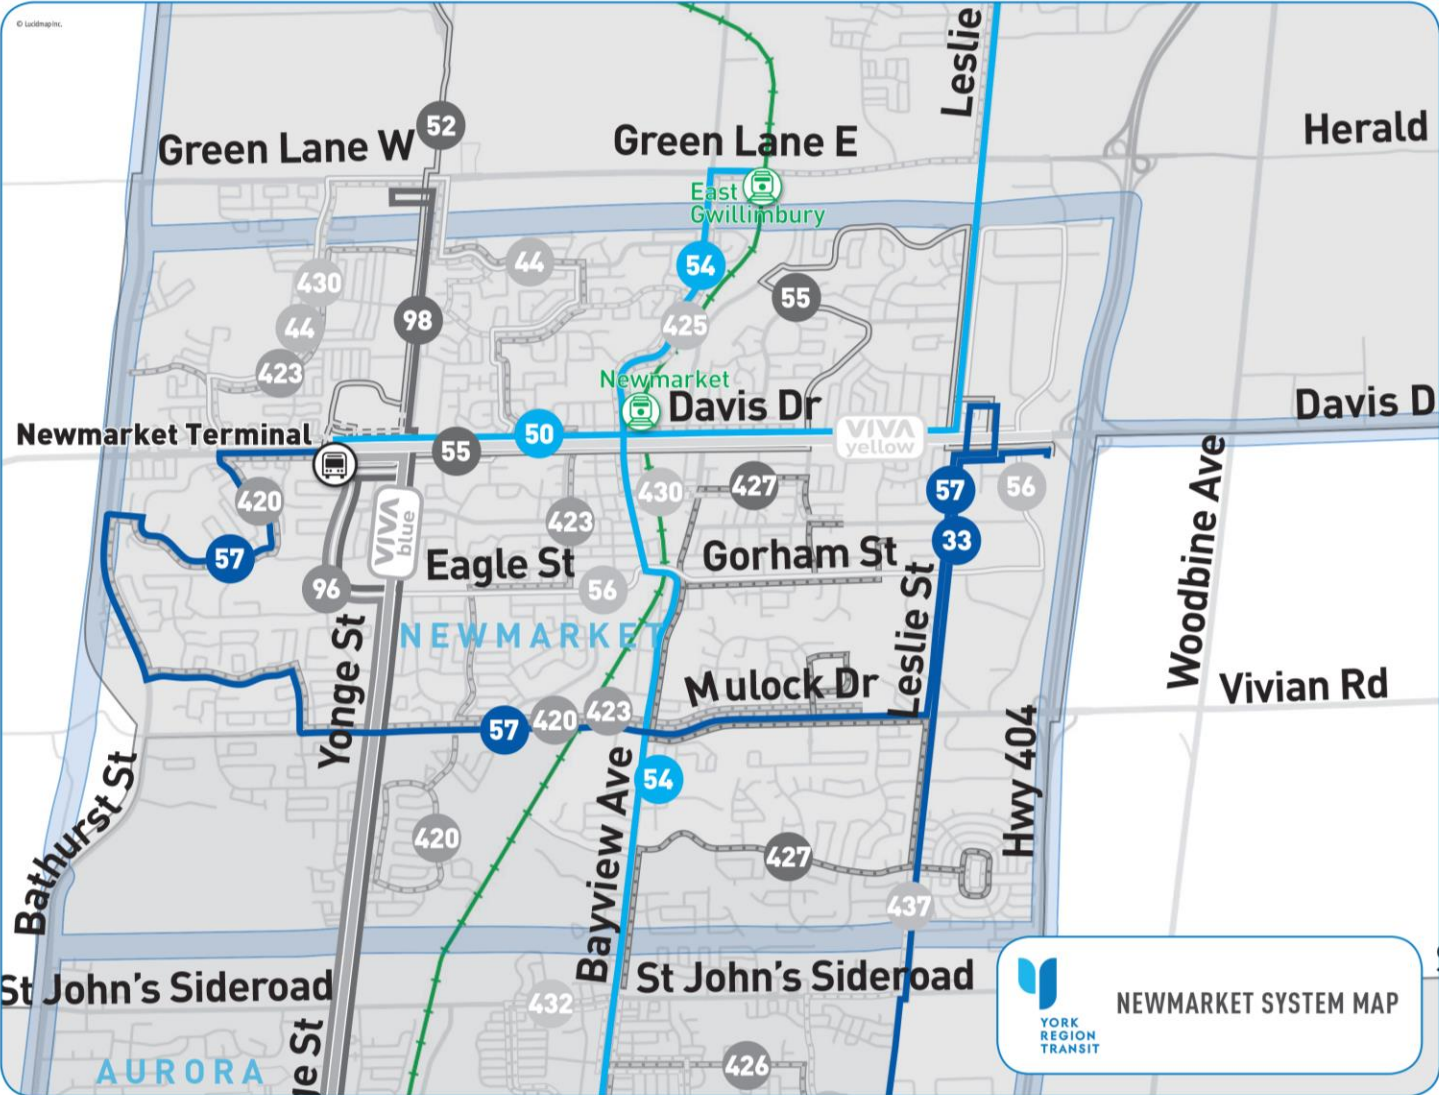 © Lucidmap Inc.
Leslie
52
Green Lane W
Green Lane E
Herald
East
Gwillimbury
44
54
430
55
98
44
425
423
Newmarket
Davis Dr
Davis D
Newmarket Terminal
50
VIVA
yellow
55
420
430
427
57
56
423
VIVA
blue
33
Woodbine Ave
57
Eagle St
Gorham St
96
56
Leslie St
NEWMARKET
Yonge St
Mulock Dr
Vivian Rd
57
420
423
Hwy 404
54
Bathurst St
Bayview Ave
420
427
437
St John's Sideroad
St John's Sideroad
S
432
YORK
REGION
TRANSIT
NEWMARKET SYSTEM MAP
AURORA
ge St
426